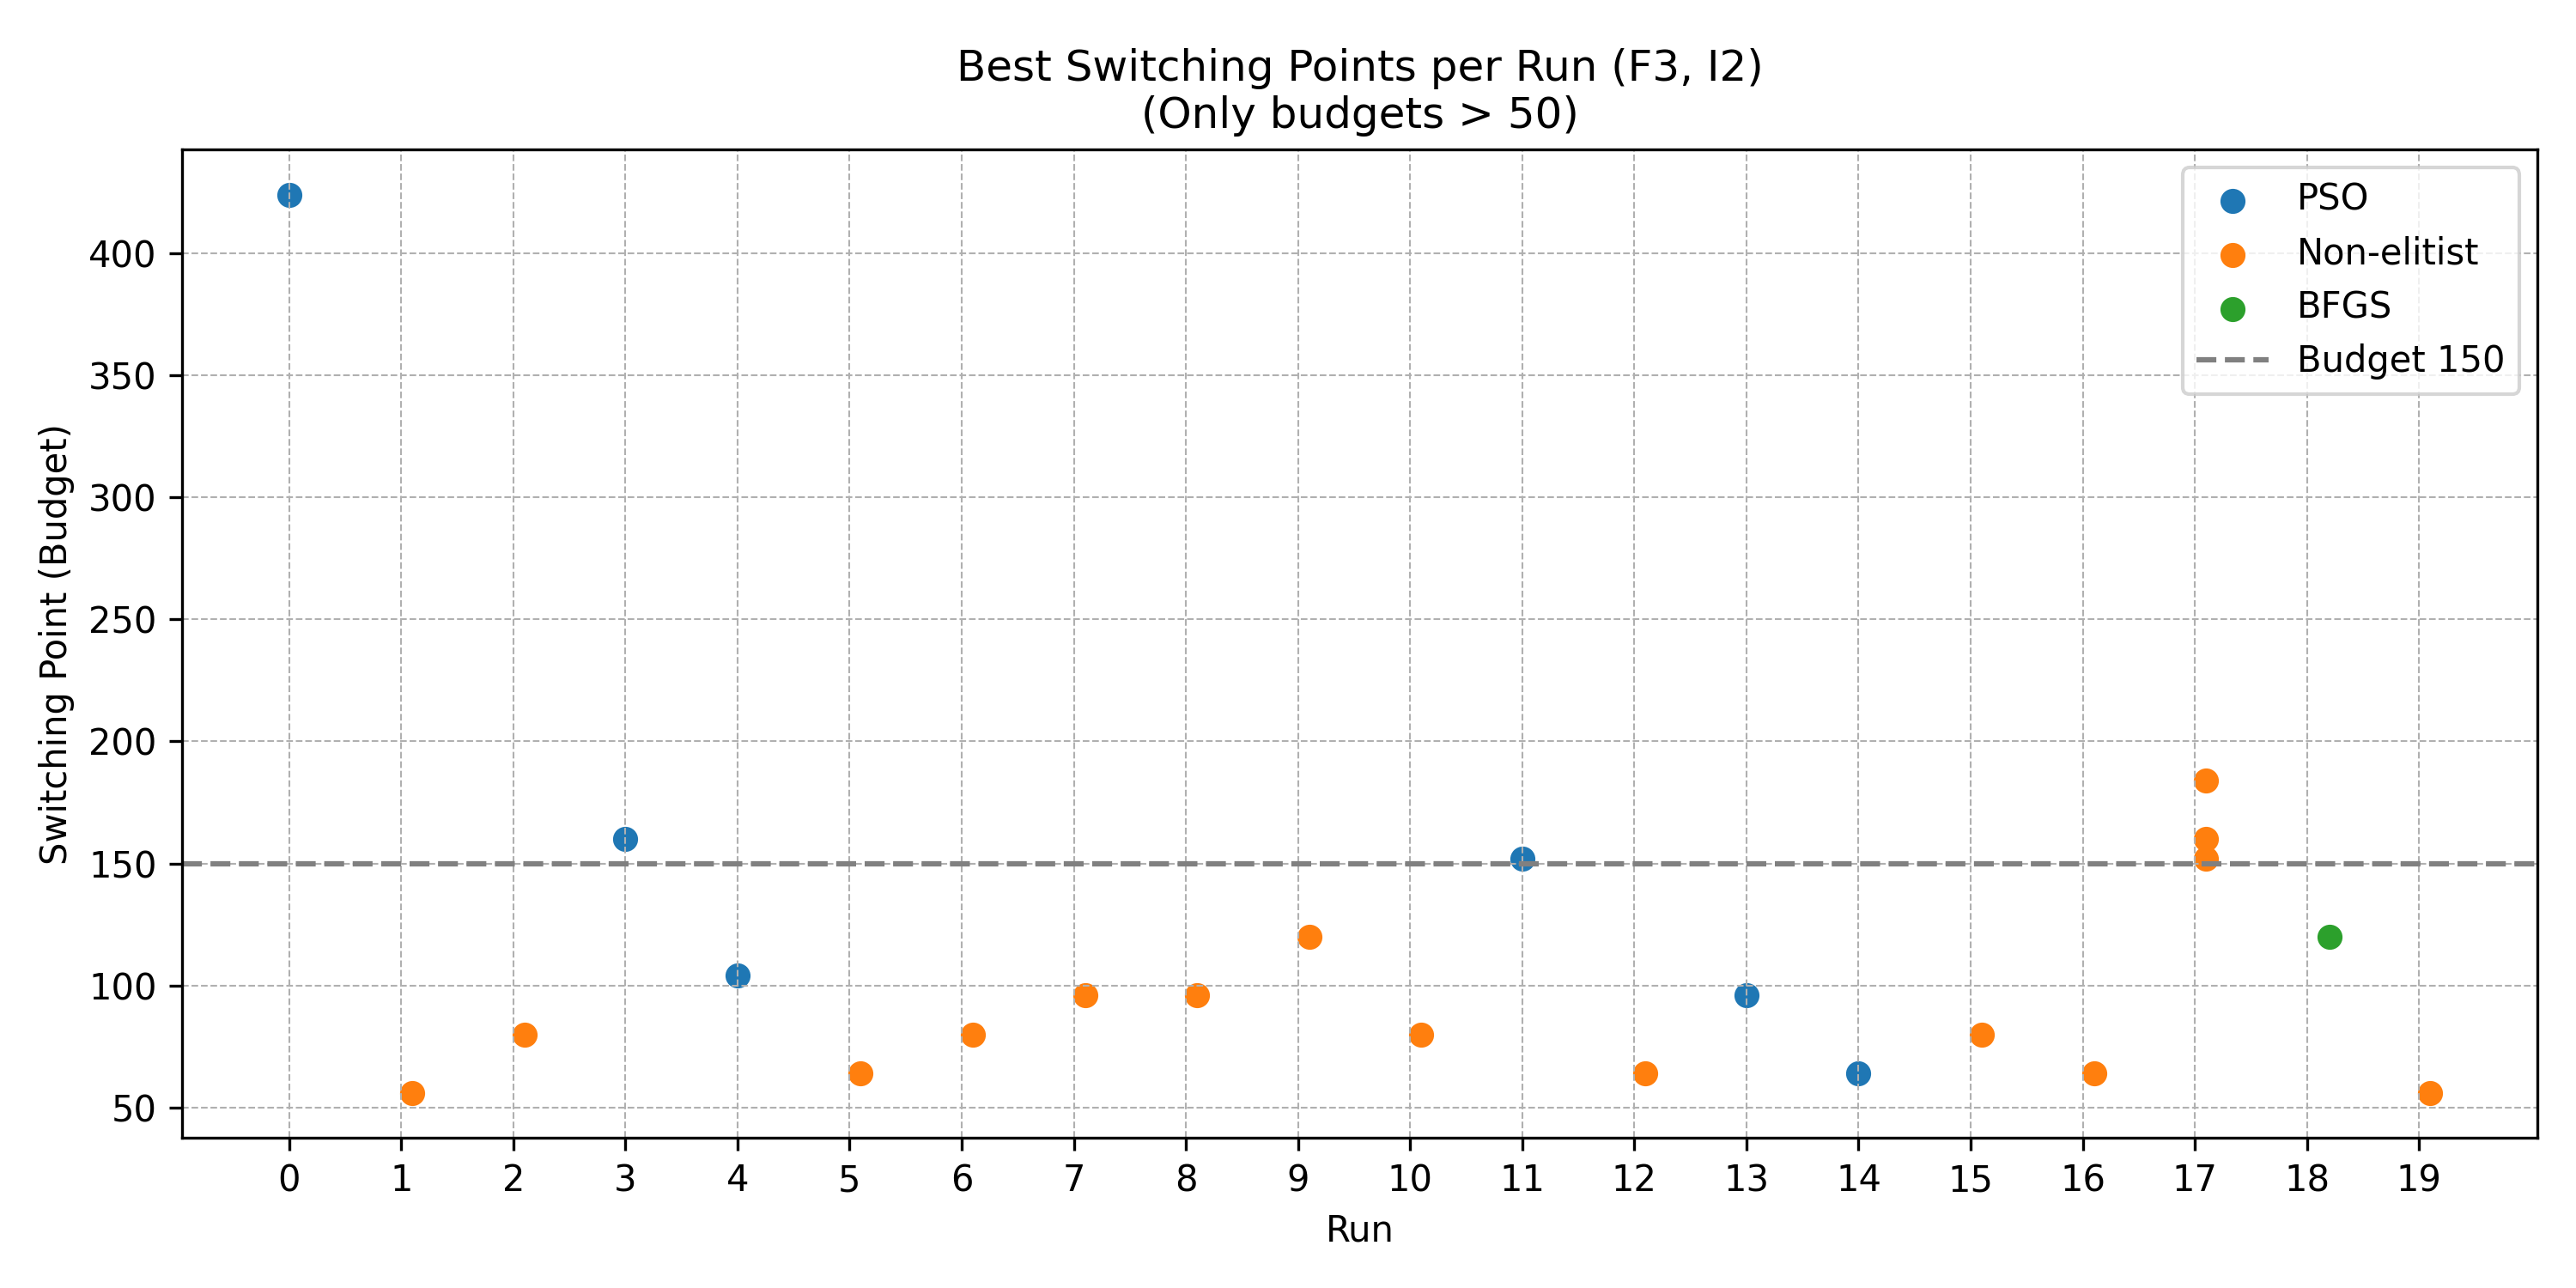 Best Switching Points per Run (F3, I2)
(Only budgets > 50)
PSO
Non-elitist
BFGS
Budget 150
Switching Point (Budget)
400
350
300
250
200
150
100
50
0 1 2 3 4 5 6 7 8 9 10 11 12 13 14 15 16 17 18 19
Run